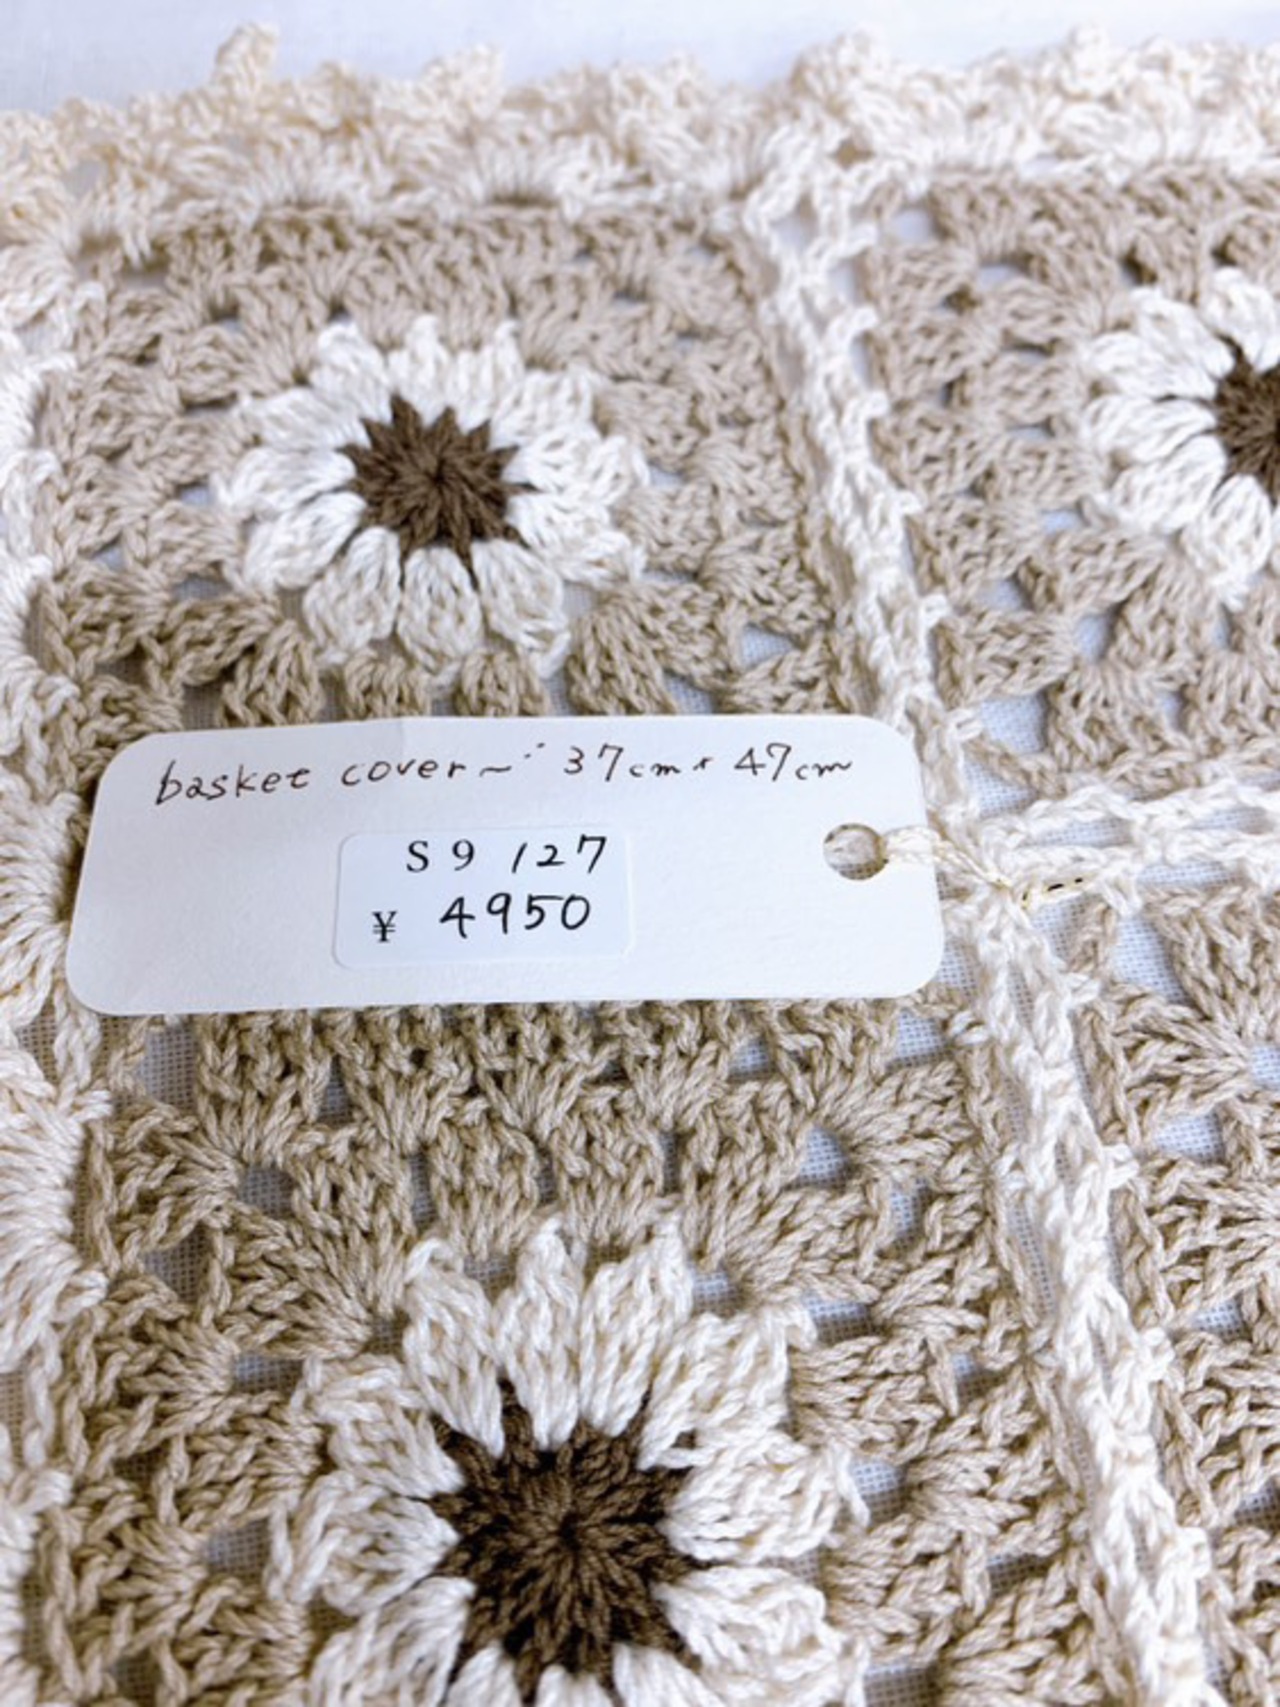 basket cover~ 37cm × 47cm
S9 127
¥ 4950